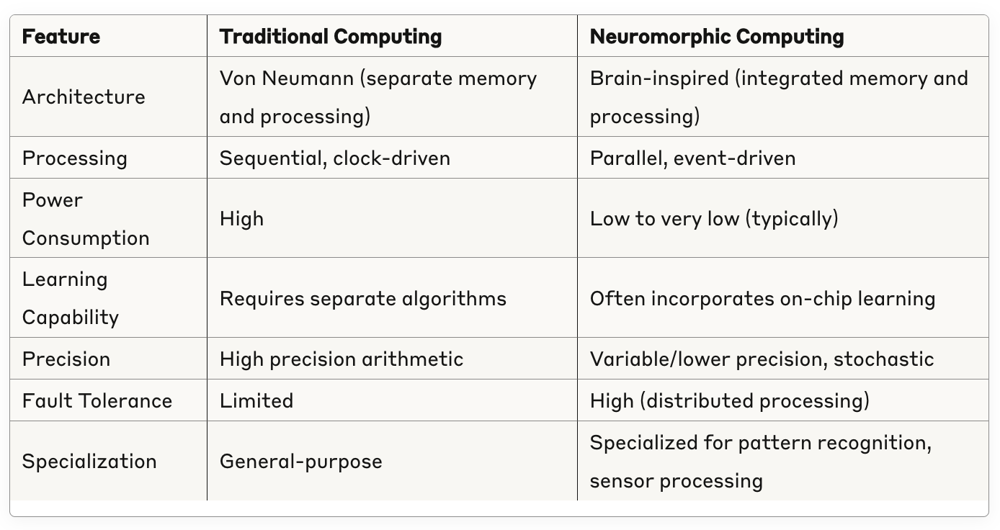 Feature
Traditional Computing
Neuromorphic Computing
Architecture
Von Neumann (separate memory
and processing)
Brain-inspired (integrated memory and
processing)
Processing
Sequential, clock-driven
Parallel, event-driven
Power
Consumption
High
Low to very low (typically)
Learning
Capability
Requires separate algorithms
Often incorporates on-chip learning
Precision
High precision arithmetic
Variable/lower precision, stochastic
Fault Tolerance
Limited
High (distributed processing)
Specialization
General-purpose
Specialized for pattern recognition,
sensor processing